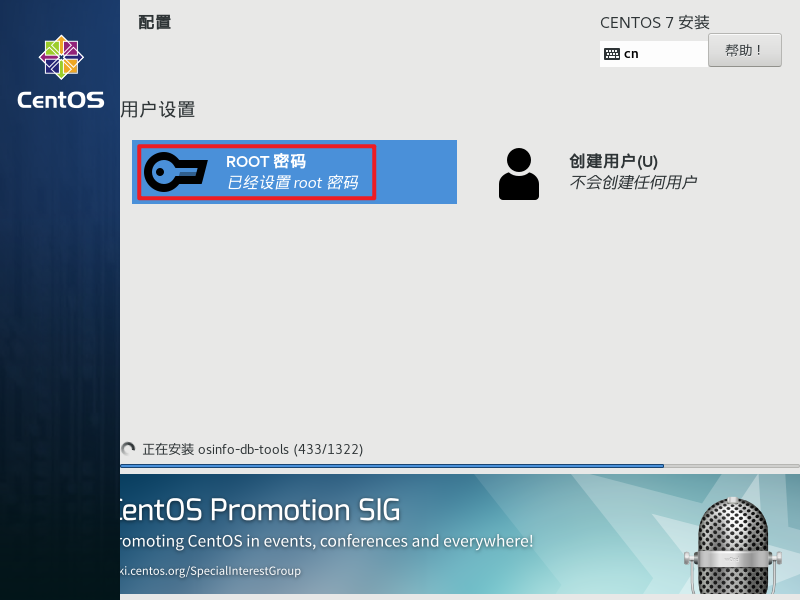 配置
CENTOS 7 安装
cn
帮助！
CentOS
用户设置
ROOT 密码
已经设置 root 密码
创建用户(U)
不会创建任何用户
正在安装 osinfo-db-tools (433/1322)
CentOS Promotion SIG
romoting CentOS in events, conferences and everywhere!
ki.centos.org/SpecialInterestGroup